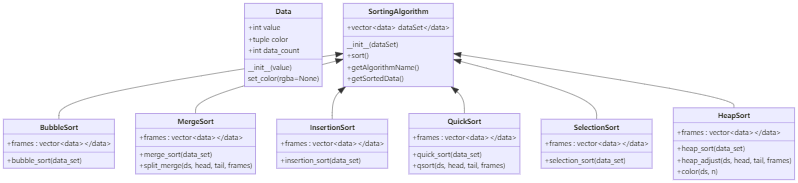 Data
+int value
+tuple color
+int data_count
__init__(value)
set_color(rgba=None)
SortingAlgorithm
+vector<data> dataSet</data>
__init__(dataSet)
+sort()
+getAlgorithmName()
+getSortedData()
BubbleSort
+frames : vector<data></data>
+bubble_sort(data_set)
MergeSort
+frames : vector<data></data>
+merge_sort(data_set)
+split_merge(ds, head, tail, frames)
InsertionSort
+frames : vector<data></data>
+insertion_sort(data_set)
QuickSort
+frames : vector<data></data>
+quick_sort(data_set)
+qsort(ds, head, tail, frames)
SelectionSort
+frames : vector<data></data>
+selection_sort(data_set)
HeapSort
+frames : vector<data></data>
+heap_sort(data_set)
+heap_adjust(ds, head, tail, frames)
+color(ds, n)